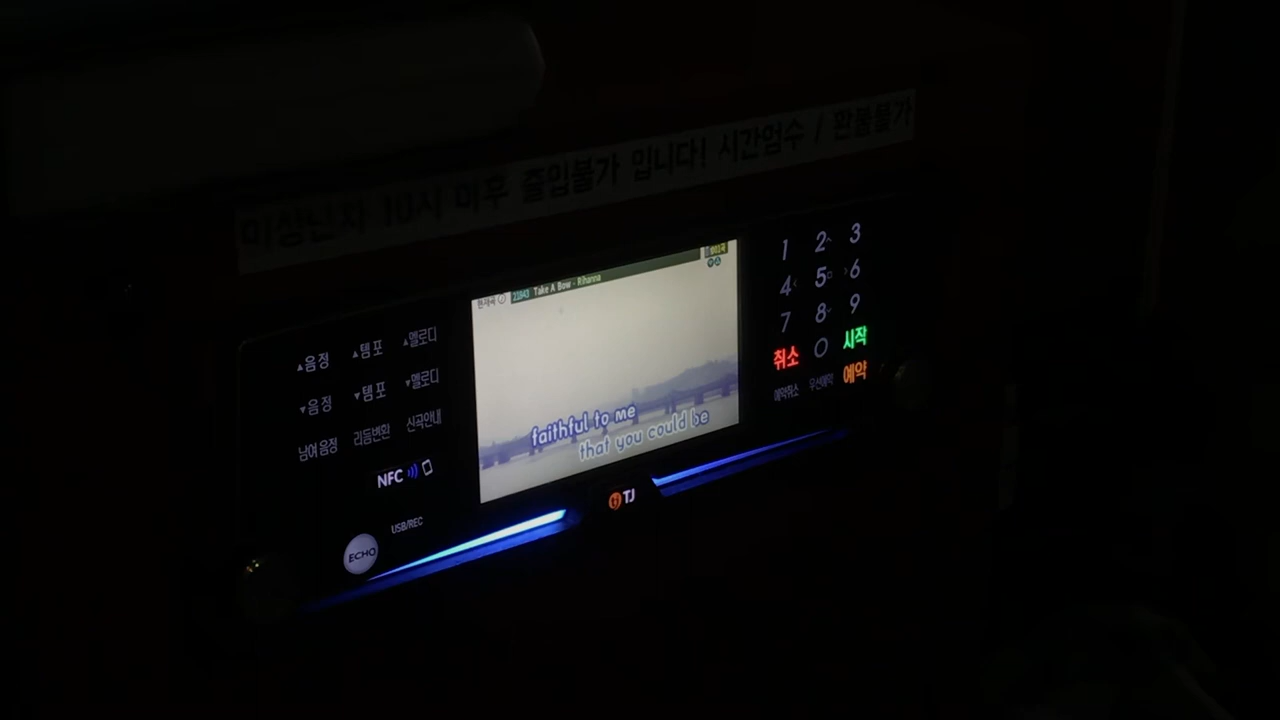 미성년자 10시 이후 출입불가 입니다! 시간엄수 / 환불불가
현재곡
21943 Take A Bow - Rihanna
faithful to me
that you could be
▲음정 ▲템포 ▲멜로디
▼음정 ▼템포 ▼멜로디
남여음정 리듬변환 신곡안내
NFC
USB/REC
ECHO
TJ
1 2 3
4 5 6
7 8 9
취소 0 시작
예약취소 우선예약 예약